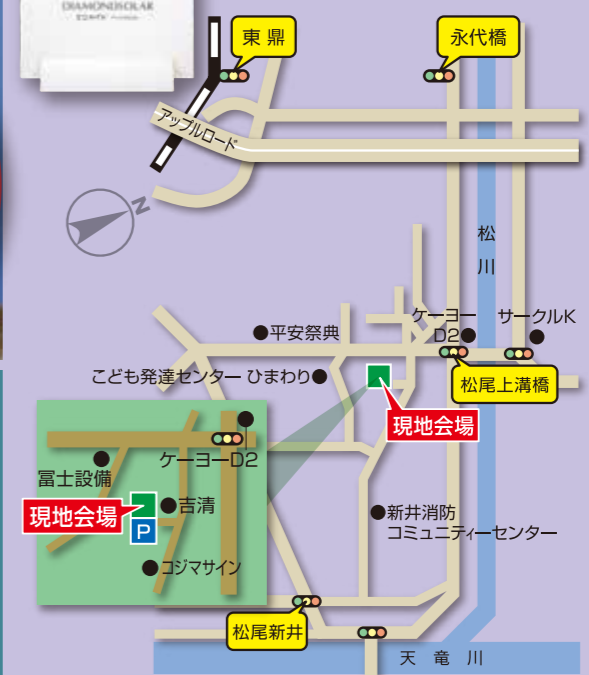 DIAMONDSOLAR
東 鼎
永代橋
アップルロード
N
松川
ケーヨーD2
サークルK
平安祭典
こども発達センター ひまわり
松尾上溝橋
現地会場
ケーヨーD2
冨士設備
吉清
現地会場
P
コジマサイン
新井消防
コミュニティーセンター
松尾新井
天 竜 川